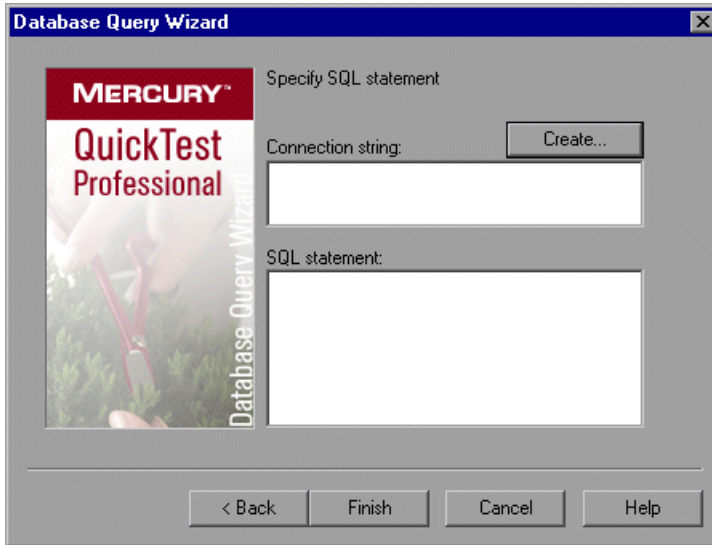 Database Query Wizard
MERCURY™
QuickTest
Professional
Database Query Wizard
Specify SQL statement
Create...
Connection string:
SQL statement:
< Back
Finish
Cancel
Help